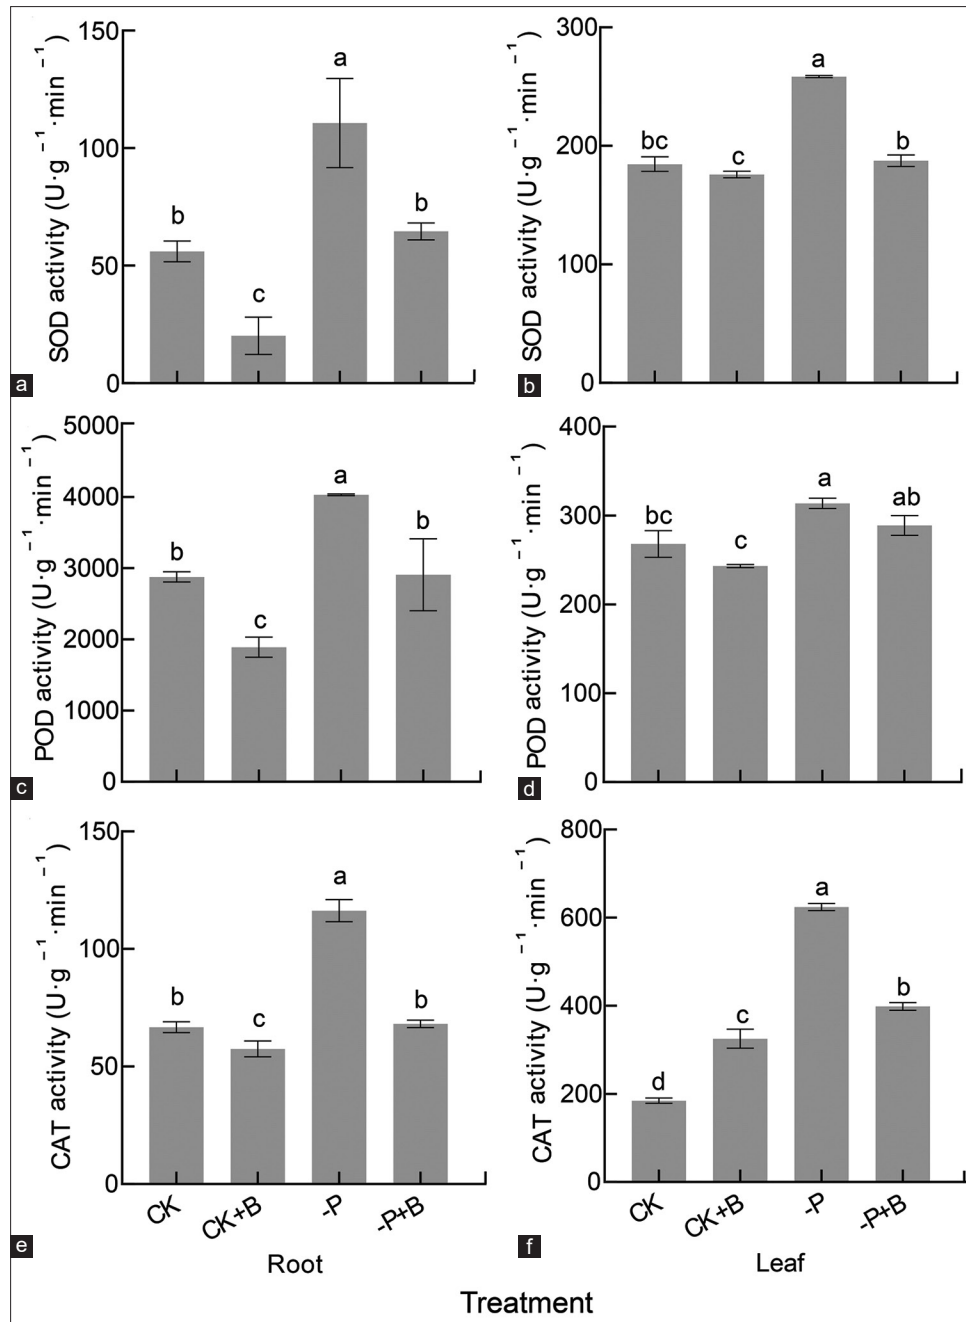 SOD activity (U·g⁻¹·min⁻¹)
150
100
50
0
b
c
a
b
a
SOD activity (U·g⁻¹·min⁻¹)
300
200
100
0
bc
c
a
b
b
POD activity (U·g⁻¹·min⁻¹)
5000
4000
3000
2000
1000
0
b
c
a
b
c
POD activity (U·g⁻¹·min⁻¹)
400
300
200
100
0
bc
c
a
ab
d
CAT activity (U·g⁻¹·min⁻¹)
150
100
50
0
b
c
a
b
CK
CK+B
-P
-P+B
e
Root
CAT activity (U·g⁻¹·min⁻¹)
800
600
400
200
0
d
c
a
b
CK
CK+B
-P
-P+B
f
Leaf
Treatment